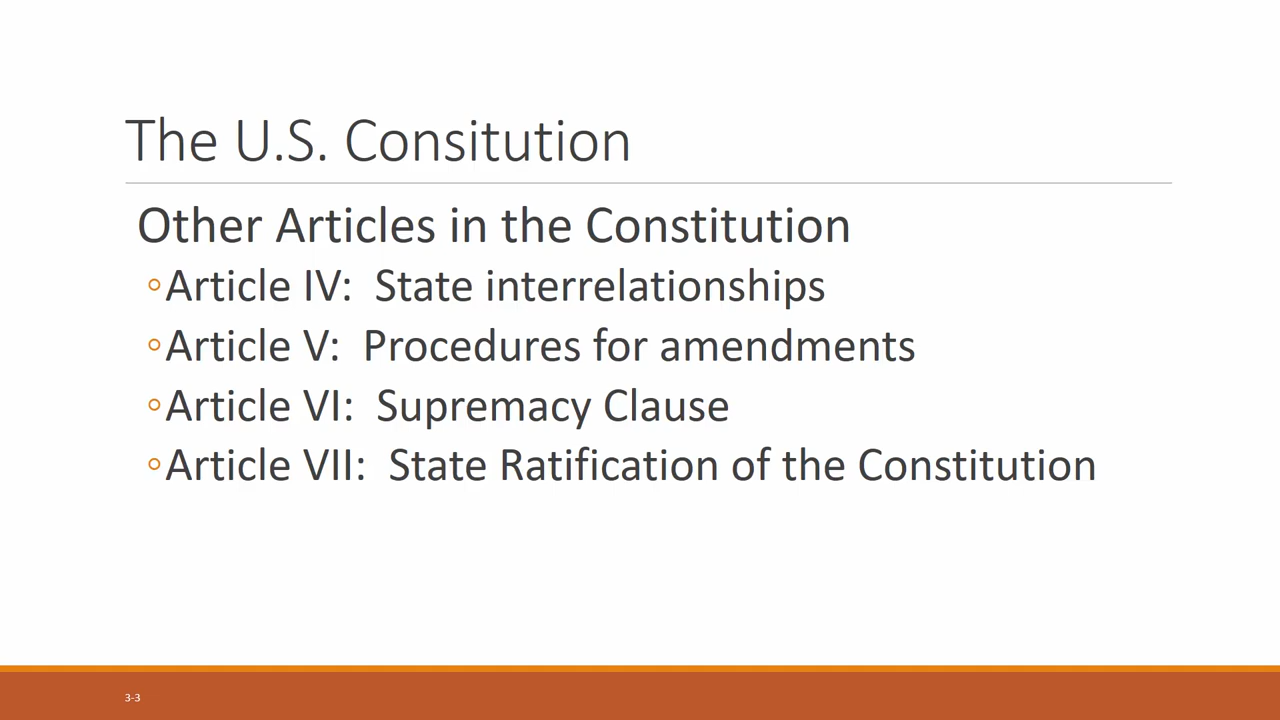 The U.S. Consitution
Other Articles in the Constitution
◦Article IV:  State interrelationships
◦Article V:  Procedures for amendments
◦Article VI:  Supremacy Clause
◦Article VII:  State Ratification of the Constitution
3-3